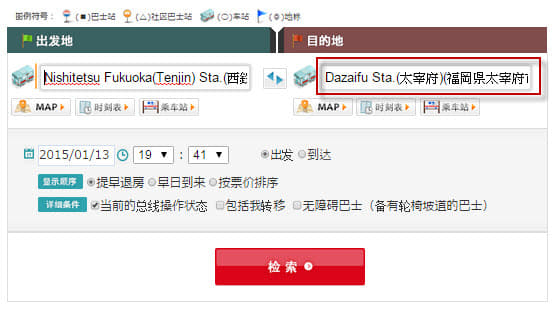 图例符号： (■)巴士站 (△)社区巴士站 (○)车站 (※)地标
出发地 目的地
Nishitetsu Fukuoka(Tenjin) Sta.(西鉄 Dazaifu Sta.(太宰府)(福岡県太宰府市
MAP 时刻表 乘车站 MAP 时刻表 乘车站
2015/01/13 19 : 41 出发 到达
显示顺序 提早退房 早日到来 按票价排序
详细条件 当前的总线操作状态 包括我转移 无障碍巴士（备有轮椅坡道的巴士）
检索